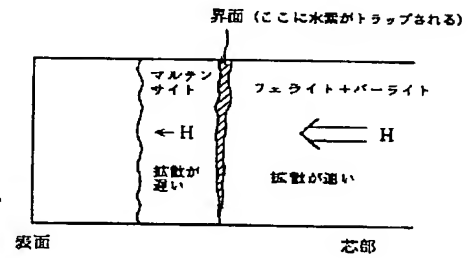 界面（ここに水素がトラップされる）
マルテン
サイト
フェライト＋パーライト
←H
H
拡散が
遅い
拡散が速い
表面
芯部